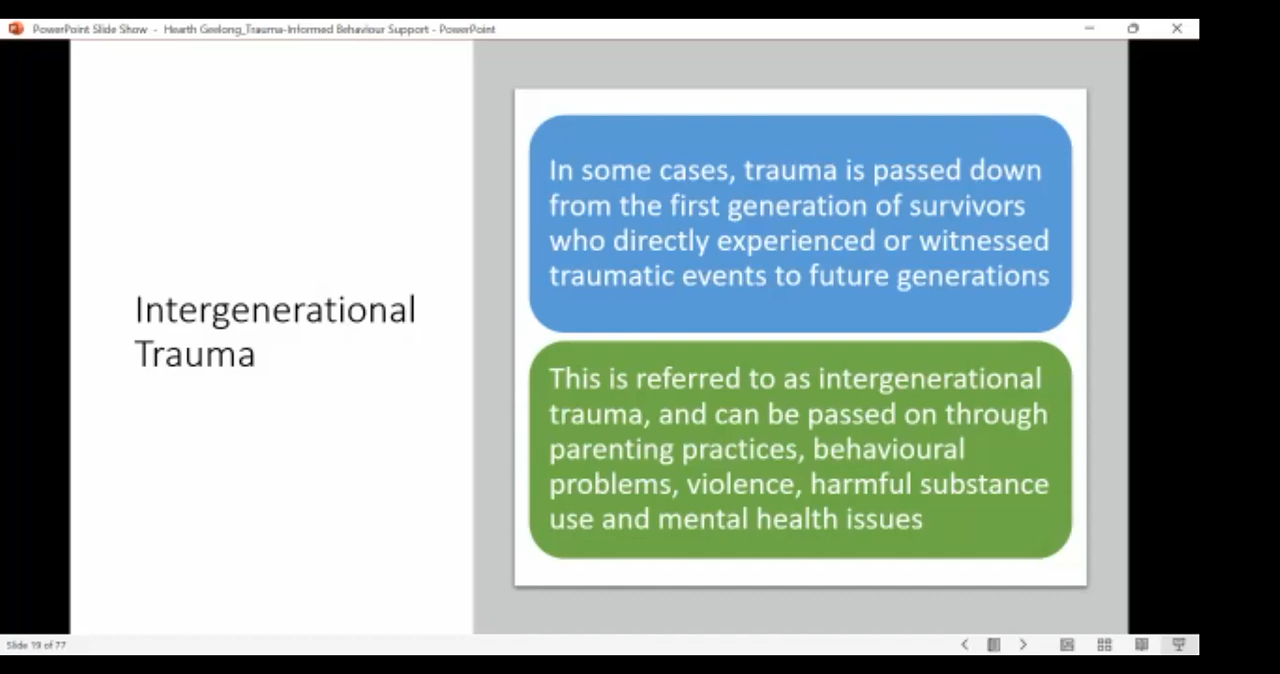 PowerPoint Slide Show - Hearth Geelong_Trauma-Informed Behaviour Support - PowerPoint
Intergenerational
Trauma
In some cases, trauma is passed down
from the first generation of survivors
who directly experienced or witnessed
traumatic events to future generations
This is referred to as intergenerational
trauma, and can be passed on through
parenting practices, behavioural
problems, violence, harmful substance
use and mental health issues
Slide 19 of 77